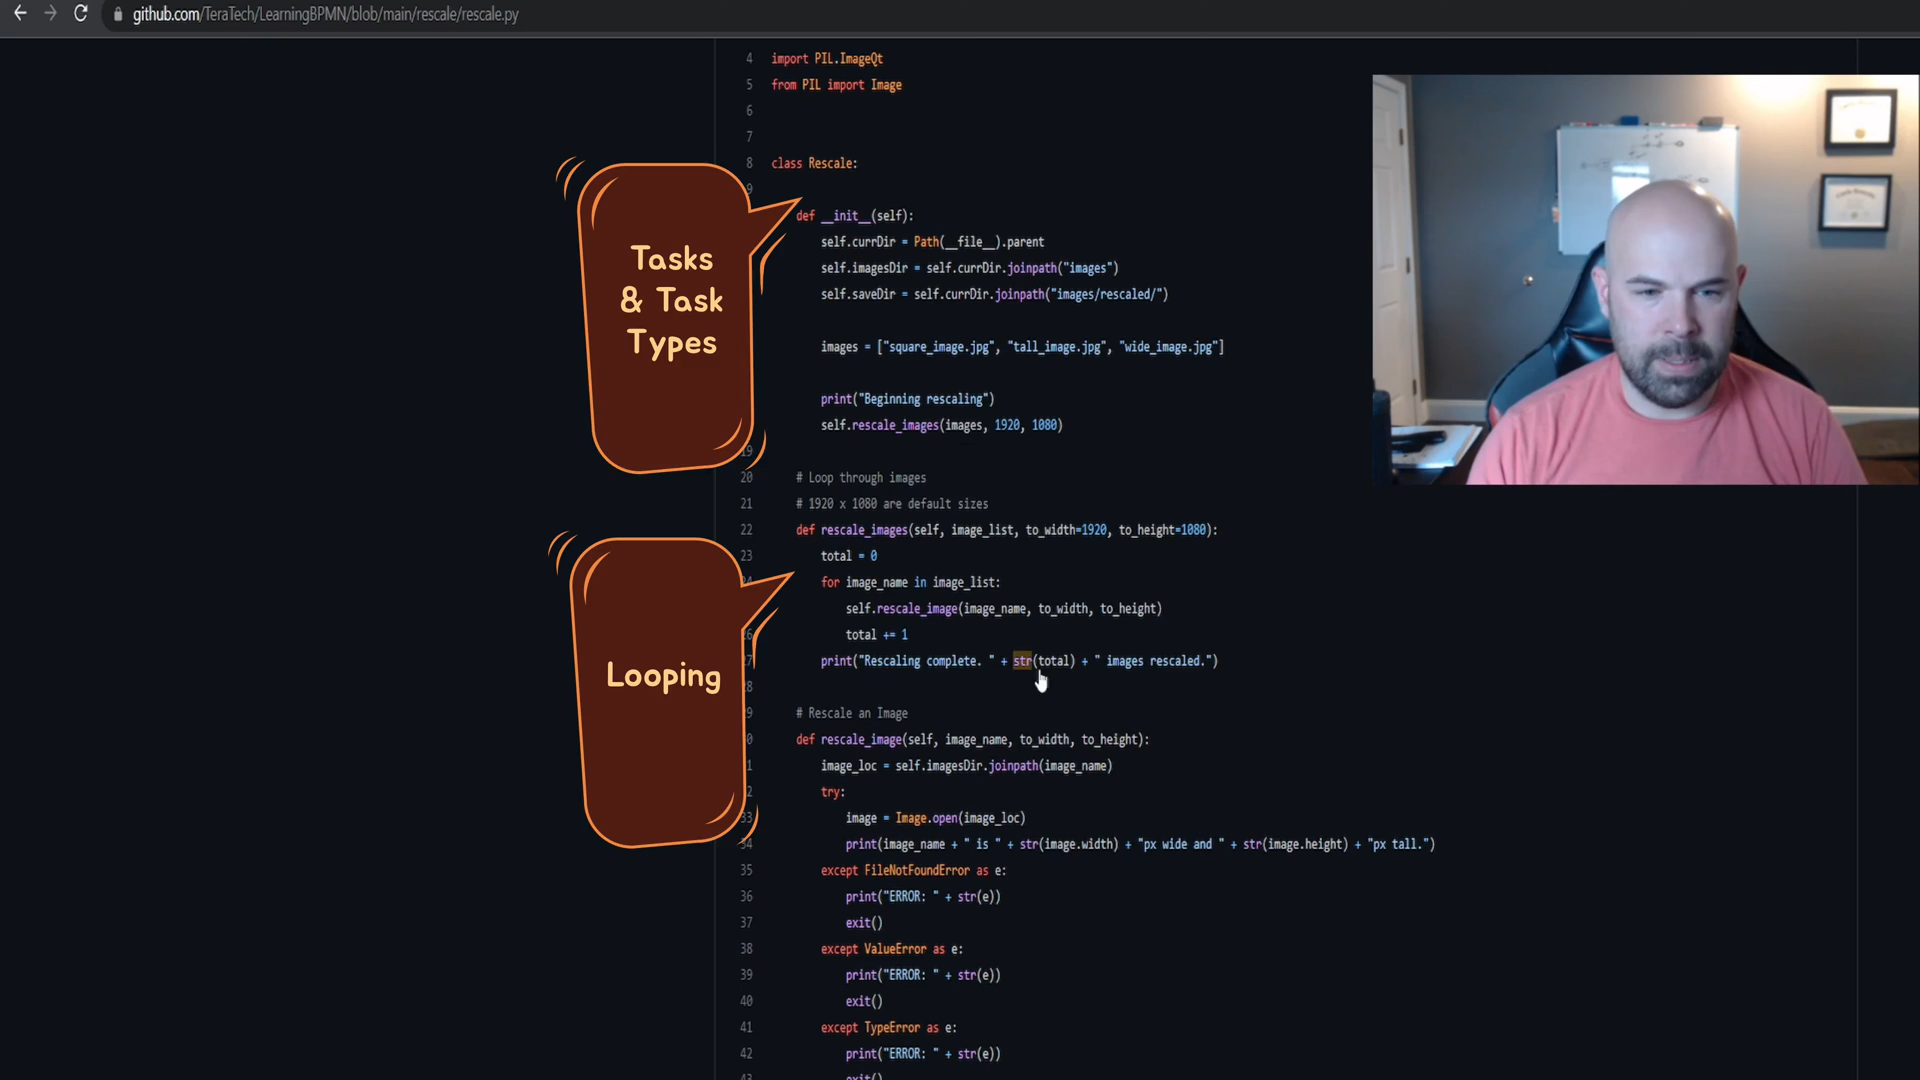 github.com/TeraTech/LearningBPMN/blob/main/rescale/rescale.py
4 import PIL.ImageQt
5 from PIL import Image
6
7
8 class Rescale:
9
def __init__(self):
self.currDir = Path(__file__).parent
self.imagesDir = self.currDir.joinpath("images")
self.saveDir = self.currDir.joinpath("images/rescaled/")
images = ["square_image.jpg", "tall_image.jpg", "wide_image.jpg"]
print("Beginning rescaling")
self.rescale_images(images, 1920, 1080)
19
20 # Loop through images
21 # 1920 x 1080 are default sizes
22 def rescale_images(self, image_list, to_width=1920, to_height=1080):
23 total = 0
for image_name in image_list:
self.rescale_image(image_name, to_width, to_height)
total += 1
print("Rescaling complete. " + str(total) + " images rescaled.")
# Rescale an Image
def rescale_image(self, image_name, to_width, to_height):
image_loc = self.imagesDir.joinpath(image_name)
try:
33 image = Image.open(image_loc)
34 print(image_name + " is " + str(image.width) + "px wide and " + str(image.height) + "px tall.")
35 except FileNotFoundError as e:
36 print("ERROR: " + str(e))
37 exit()
38 except ValueError as e:
39 print("ERROR: " + str(e))
40 exit()
41 except TypeError as e:
42 print("ERROR: " + str(e))
43 exit()
Tasks
& Task
Types
Looping